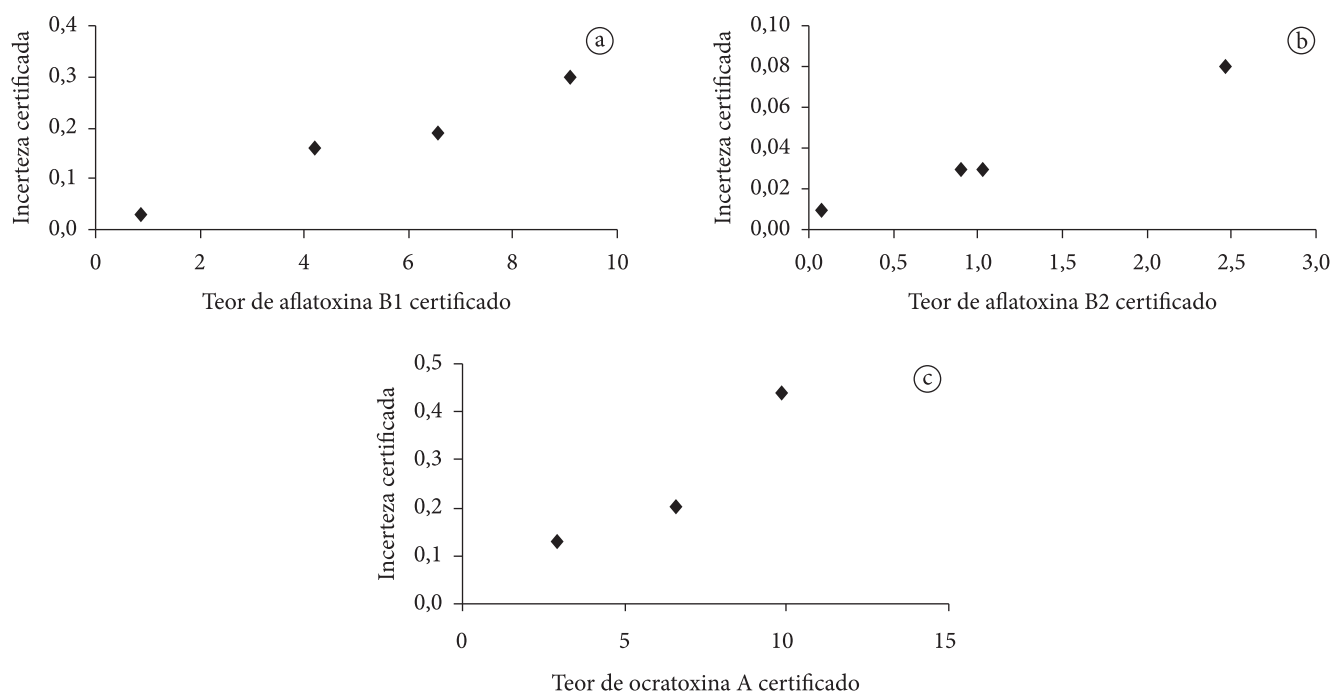 Incerteza certificada
0,4
0,3
0,2
0,1
0,0
0 2 4 6 8 10
Teor de aflatoxina B1 certificado
a
Incerteza certificada
0,10
0,08
0,06
0,04
0,02
0,00
0,0 0,5 1,0 1,5 2,0 2,5 3,0
Teor de aflatoxina B2 certificado
b
Incerteza certificada
0,5
0,4
0,3
0,2
0,1
0,0
0 5 10 15
Teor de ocratoxina A certificado
c